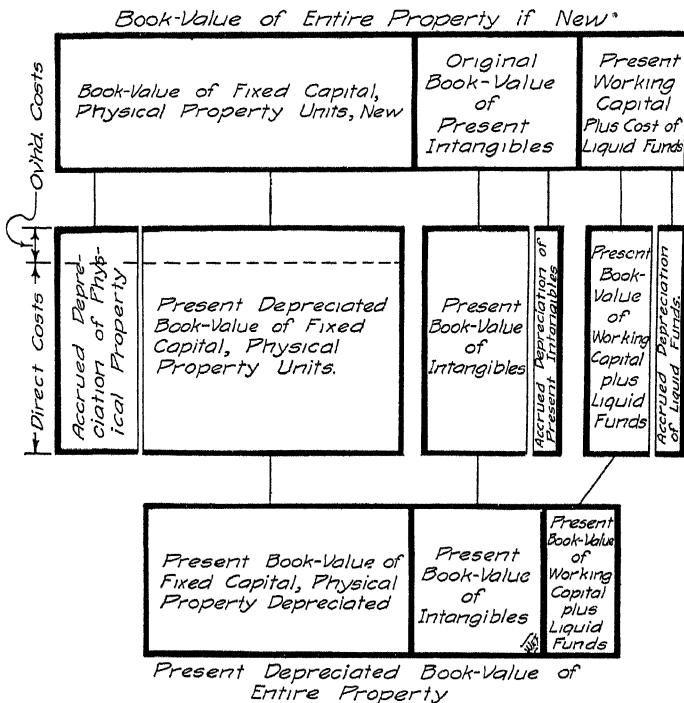 Book-Value of Entire Property if New*
Book-Value of Fixed Capital,
Physical Property Units, New
Original
Book-Value
of
Present
Intangibles
Present
Working
Capital
Plus Cost of
Liquid Funds
Ovhd. Costs
Direct Costs
Accrued Depre-
ciation of Phys-
ical Property
Present Depreciated
Book-Value of Fixed
Capital, Physical
Property Units.
Present
Book-Value
of
Intangibles
Accrued Depreciation of
Present Intangibles
Present
Book-
Value
of
Working
Capital
plus
Liquid
Funds
Accrued Depreciation
of Liquid Funds.
Present Book-Value of
Fixed Capital, Physical
Property Depreciated
Present
Book-Value
of
Intangibles
Present
Book-Value
of
Working
Capital
plus
Liquid
Funds
Present Depreciated Book-Value of
Entire Property